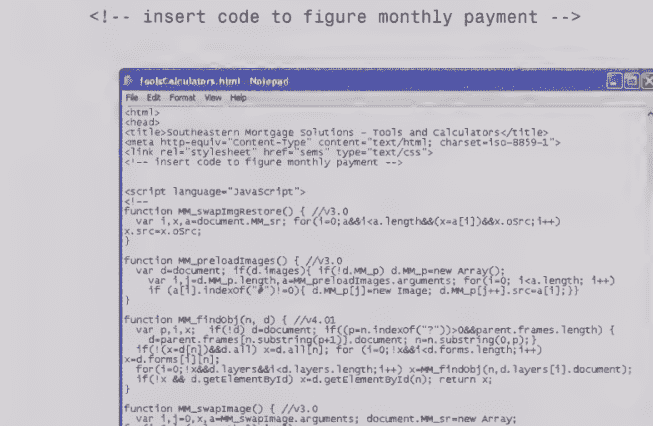 <!-- insert code to figure monthly payment -->
toolsCalculators.html - Notepad
File Edit Format View Help
<html>
<head>
<title>Southeastern Mortgage Solutions - Tools and Calculators</title>
<meta http-equiv="Content-Type" content="text/html; charset=iso-8859-1">
<link rel="stylesheet" href="sems" type="text/css">
<!-- insert code to figure monthly payment -->
<script language="JavaScript">
<!--
function MM_swapImgRestore() { //v3.0
var i,x,a=document.MM_sr; for(i=0;a&&i<a.length&&(x=a[i])&&x.oSrc;i++)
x.src=x.oSrc;
}
function MM_preloadImages() { //v3.0
var d=document; if(d.images){ if(!d.MM_p) d.MM_p=new Array();
var i,j=d.MM_p.length,a=MM_preloadImages.arguments; for(i=0; i<a.length; i++)
if (a[i].indexOf("#")!=0){ d.MM_p[j]=new Image; d.MM_p[j++].src=a[i];}}
}
function MM_findObj(n, d) { //v4.01
var p,i,x; if(!d) d=document; if((p=n.indexOf("?"))>0&&parent.frames.length) {
d=parent.frames[n.substring(p+1)].document; n=n.substring(0,p);}
if(!(x=d[n])&&d.all) x=d.all[n]; for (i=0;!x&&i<d.forms.length;i++)
x=d.forms[i][n];
for(i=0;!x&&d.layers&&i<d.layers.length;i++) x=MM_findObj(n,d.layers[i].document);
if(!x && d.getElementById) x=d.getElementById(n); return x;
}
function MM_swapImage() { //v3.0
var i,j=0,x,a=MM_swapImage.arguments; document.MM_sr=new Array;